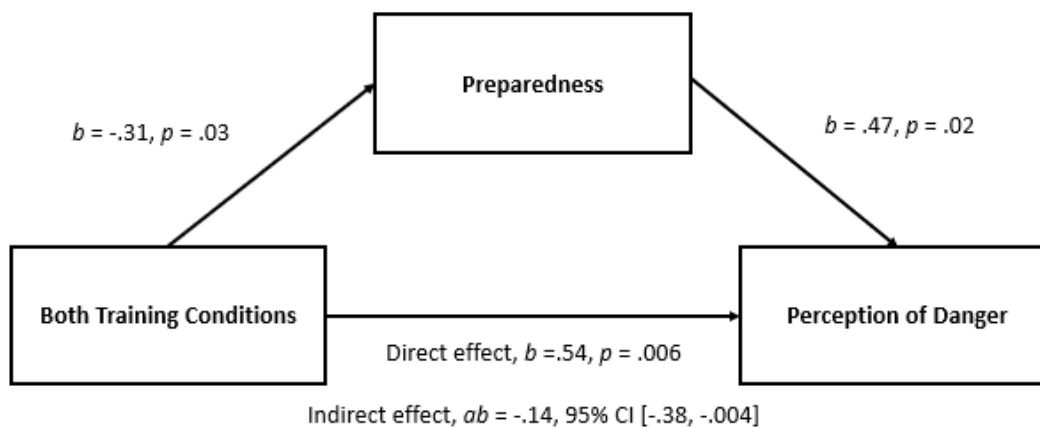 Preparedness
b = -.31, p = .03
b = .47, p = .02
Both Training Conditions
Perception of Danger
Direct effect, b =.54, p = .006
Indirect effect, ab = -.14, 95% CI [-.38, -.004]